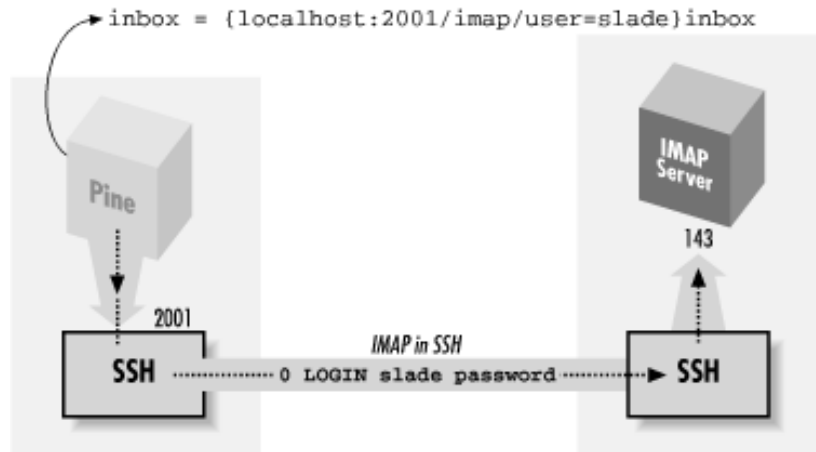 inbox = {localhost:2001/imap/user=slade}inbox
Pine
IMAP
Server
143
2001
IMAP in SSH
SSH
0 LOGIN slade password
SSH